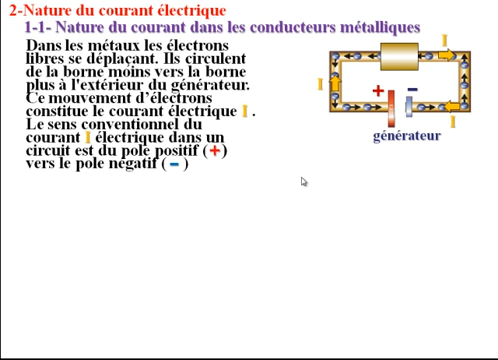 2-Nature du courant électrique
1-1- Nature du courant dans les conducteurs métalliques
Dans les métaux les électrons
libres se déplaçant. Ils circulent
de la borne moins vers la borne
plus à l'extérieur du générateur.
Ce mouvement d'électrons
constitue le courant électrique I .
Le sens conventionnel du
courant I électrique dans un
circuit est du pole positif (+)
vers le pole négatif ( - )
I
I
+ -
I
générateur